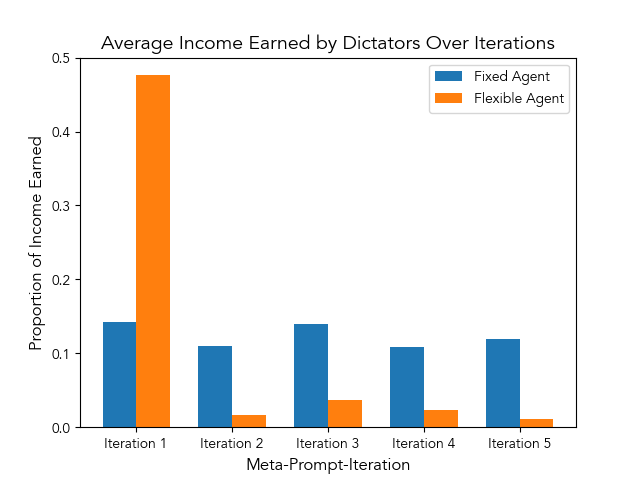 Average Income Earned by Dictators Over Iterations
Fixed Agent
Flexible Agent
Proportion of Income Earned
0.5
0.4
0.3
0.2
0.1
0.0
Iteration 1
Iteration 2
Iteration 3
Iteration 4
Iteration 5
Meta-Prompt-Iteration